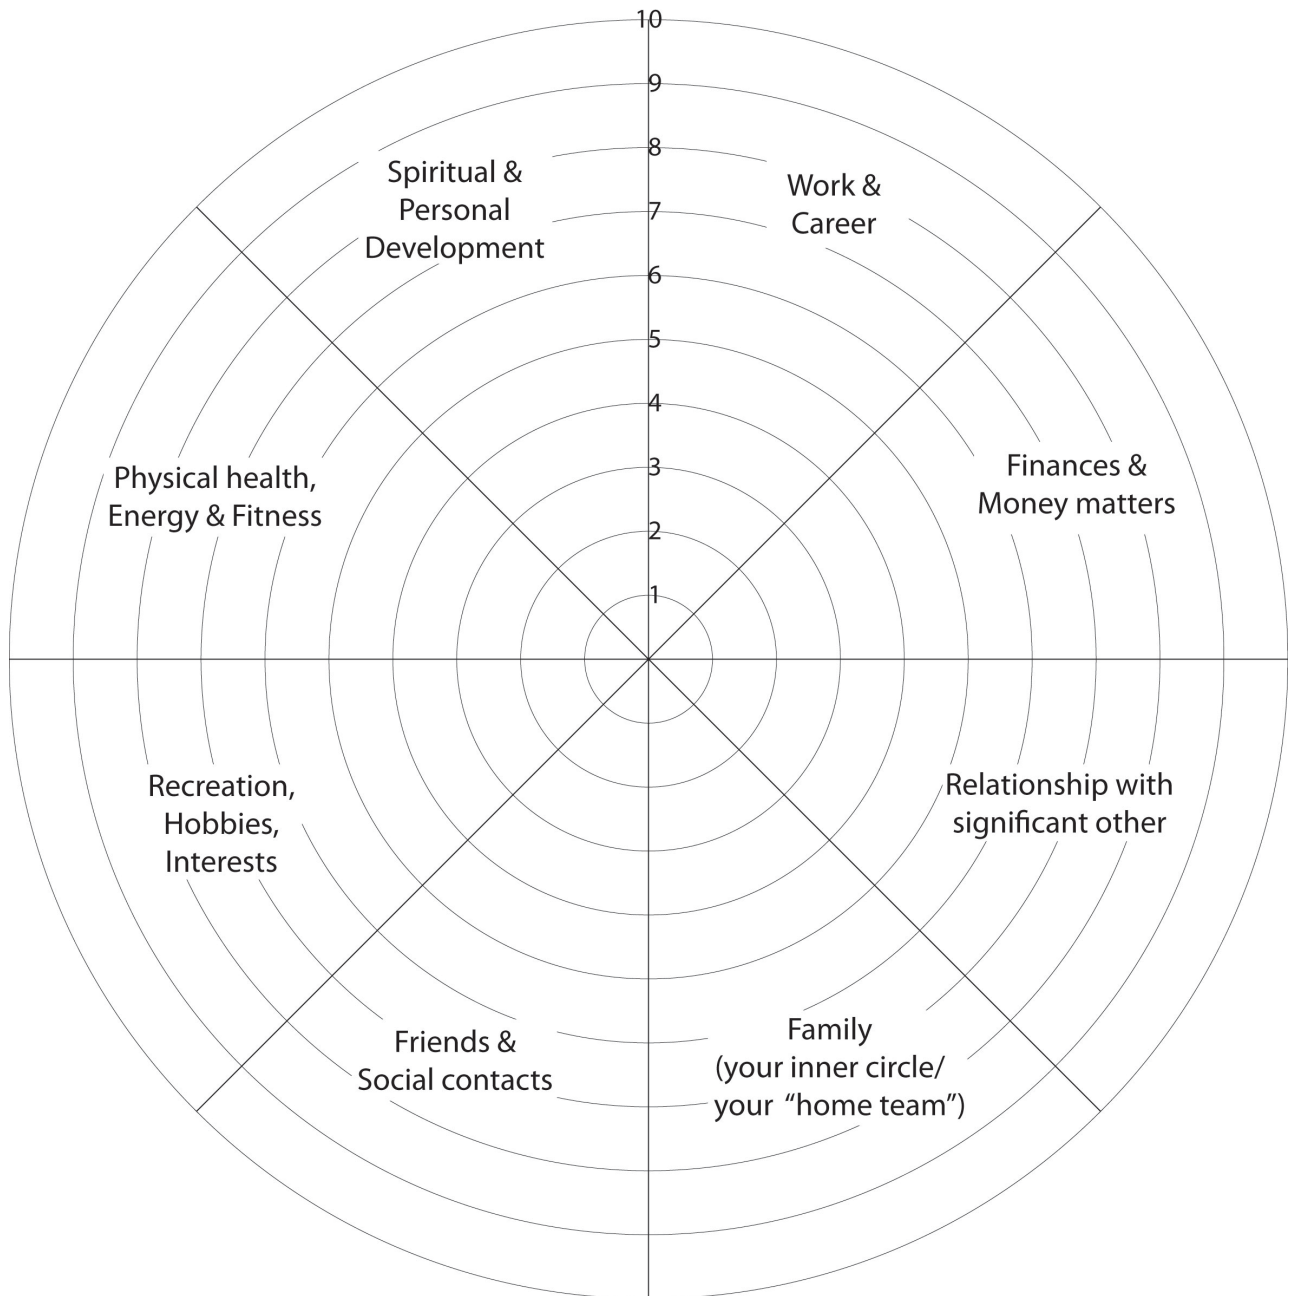 10
9
8
7
6
5
4
3
2
1
Spiritual &
Personal
Development
Work &
Career
Physical health,
Energy & Fitness
Finances &
Money matters
Recreation,
Hobbies,
Interests
Relationship with
significant other
Friends &
Social contacts
Family
(your inner circle/
your “home team”)